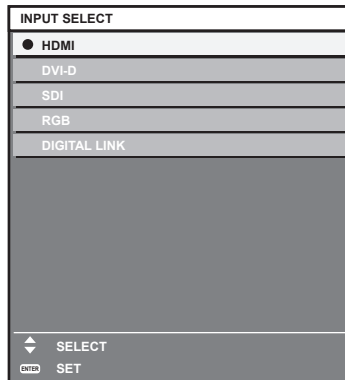 INPUT SELECT
HDMI
DVI-D
SDI
RGB
DIGITAL LINK
SELECT
ENTER SET